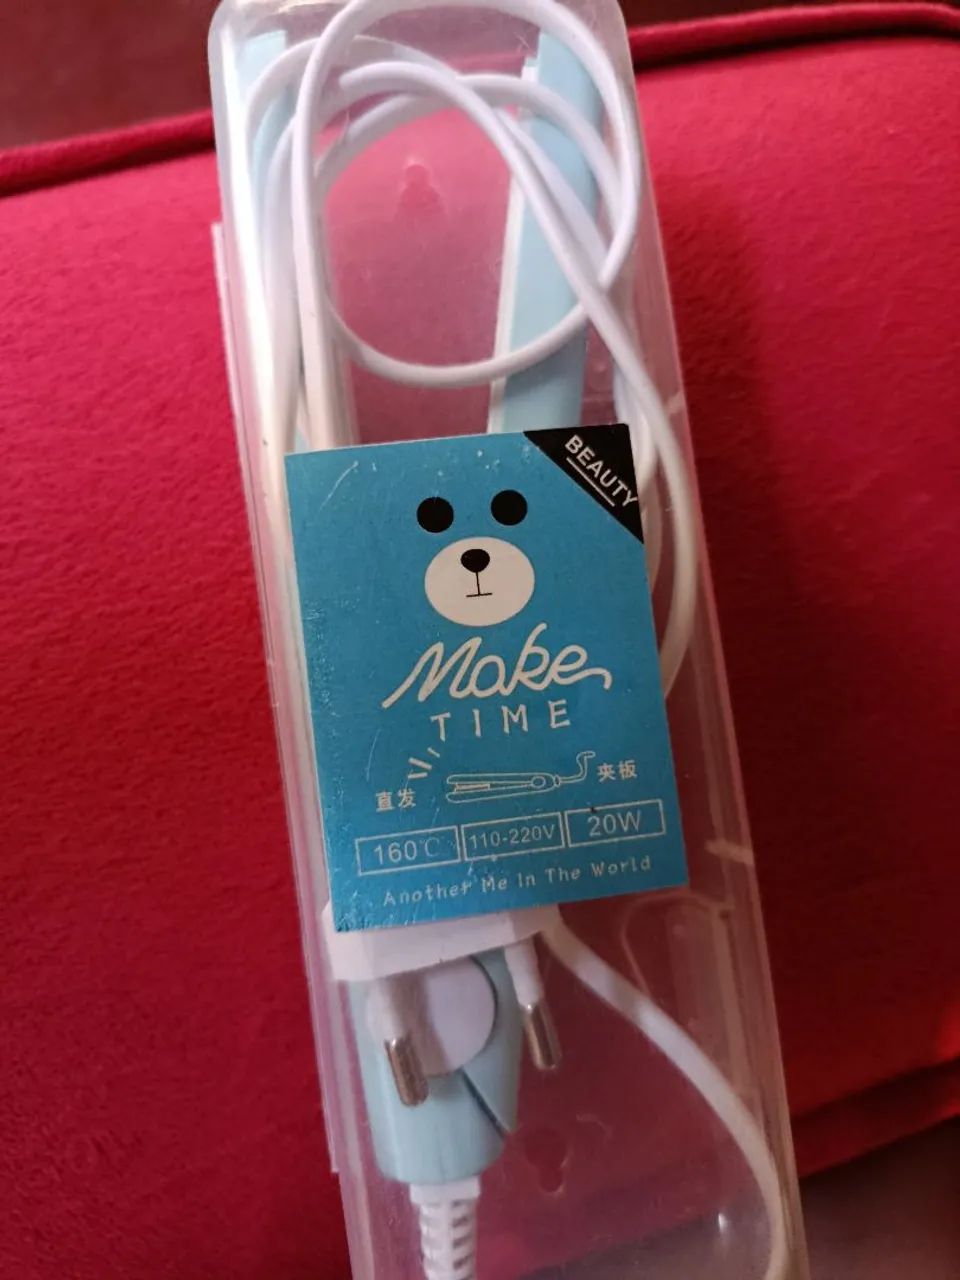 BEAUTY
Make
TIME
直发 夹板
160℃ 110-220V 20W
Another Me In The World